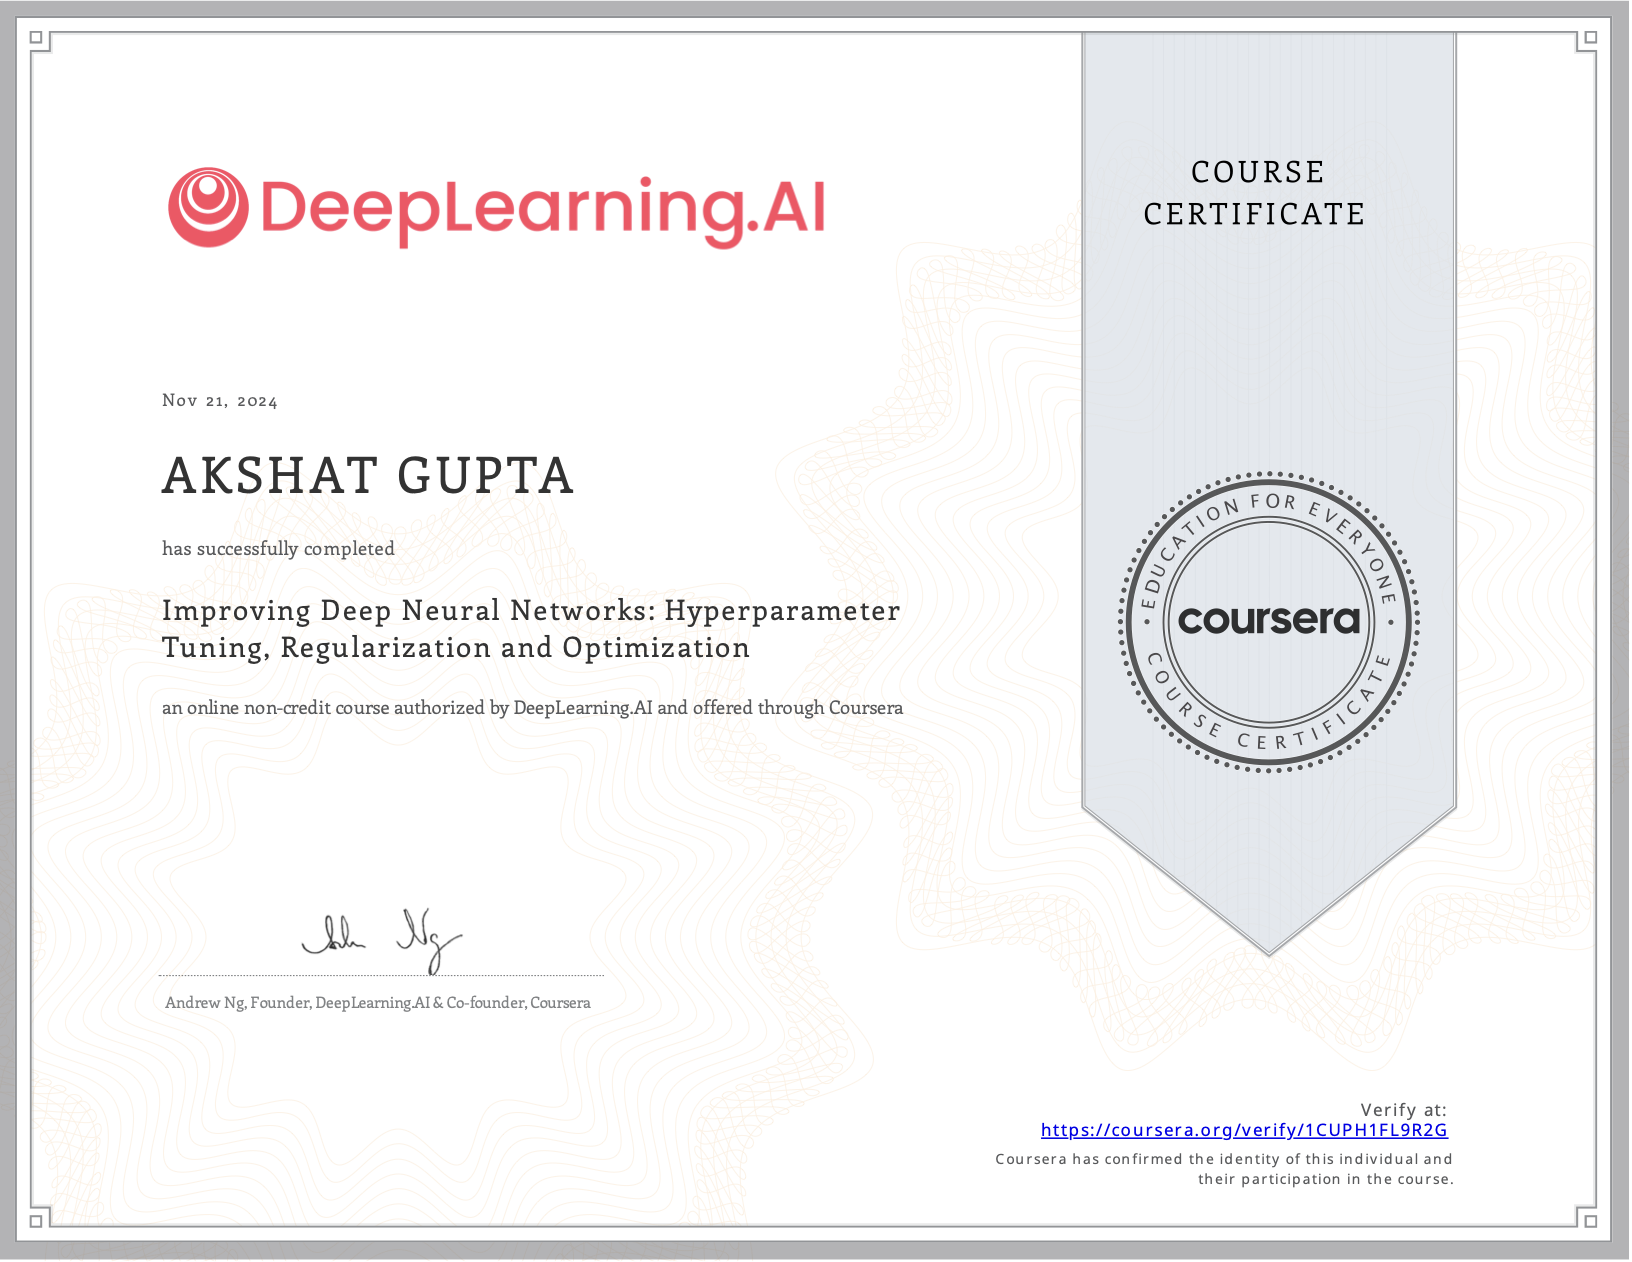 DeepLearning.AI
COURSE
CERTIFICATE
Nov 21, 2024
AKSHAT GUPTA
has successfully completed
Improving Deep Neural Networks: Hyperparameter
Tuning, Regularization and Optimization
an online non-credit course authorized by DeepLearning.AI and offered through Coursera
EDUCATION FOR EVERYONE
coursera
COURSE CERTIFICATE
Andrew Ng, Founder, DeepLearning.AI & Co-founder, Coursera
Verify at:
https://coursera.org/verify/1CUPH1FL9R2G
Coursera has confirmed the identity of this individual and
their participation in the course.